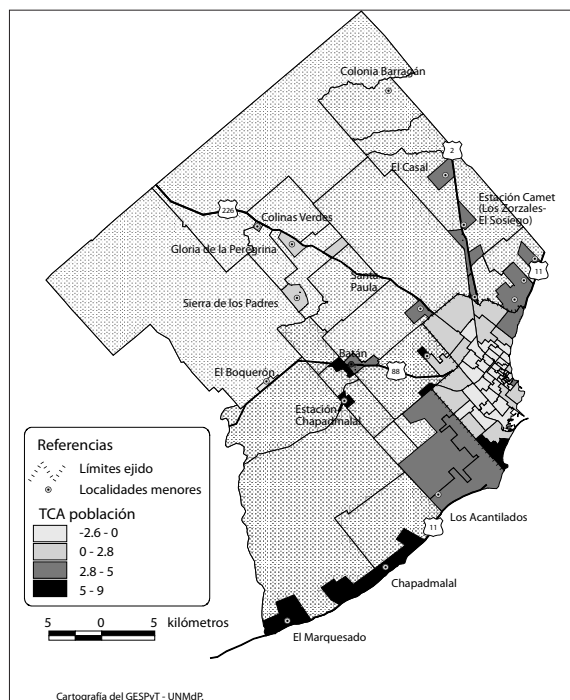 Colonia Barragán
2
El Casal
Estación Camet
(Los Zorzales-
El Sosiego)
226
Colinas Verdes
Gloria de la Peregrina
11
Santa
Paula
Sierra de los Padres
Batán
88
El Boquerón
Estación
Chapadmalal
Referencias
Límites ejido
Localidades menores
TCA población
-2.6 - 0
0 - 2.8
2.8 - 5
5 - 9
Los Acantilados
11
Chapadmalal
5 0 5 kilómetros
El Marquesado
Cartografía del GESPyT - UNMdP.